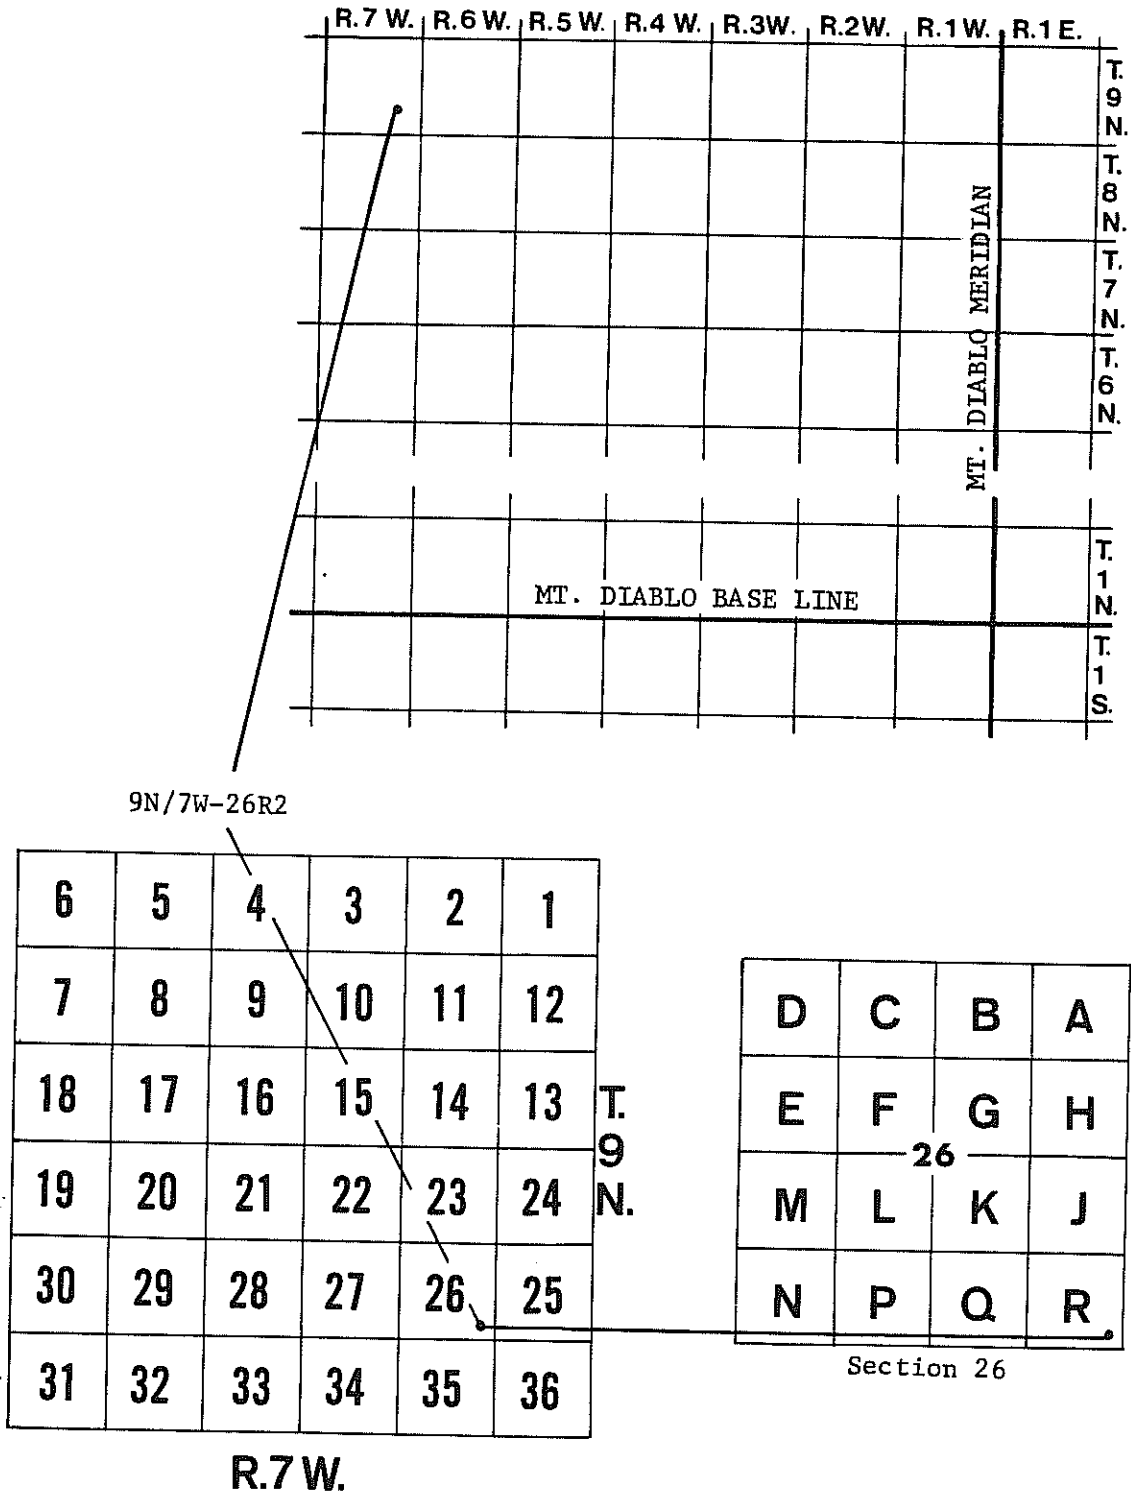 R.7 W. R.6 W. R.5 W. R.4 W. R.3W. R.2W. R.1W. R.1 E.
T.
9
N.
T.
8
N.
T.
7
N.
T.
6
N.
MT. DIABLO MERIDIAN
T.
1
N.
MT. DIABLO BASE LINE
T.
1
S.
9N/7W-26R2
6 5 4 3 2 1
7 8 9 10 11 12
18 17 16 15 14 13
19 20 21 22 23 24
30 29 28 27 26 25
31 32 33 34 35 36
T.
9
N.
R.7 W.
D C B A
E F G H
26
M L K J
N P Q R
Section 26